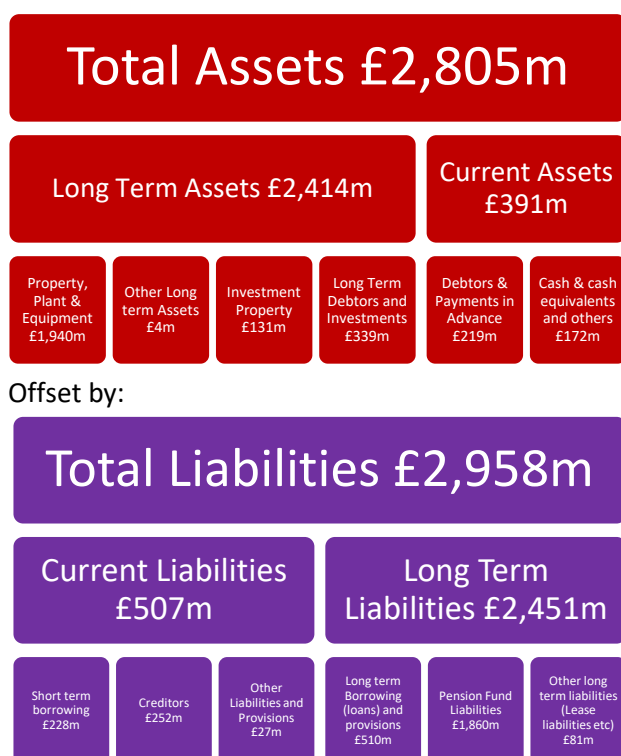 Total Assets £2,805m
Long Term Assets £2,414m
Current Assets
£391m
Property,
Plant &
Equipment
£1,940m
Other Long
term Assets
£4m
Investment
Property
£131m
Long Term
Debtors and
Investments
£339m
Debtors &
Payments in
Advance
£219m
Cash & cash
equivalents
and others
£172m
Offset by:
Total Liabilities £2,958m
Current Liabilities
£507m
Long Term
Liabilities £2,451m
Short term
borrowing
£228m
Creditors
£252m
Other
Liabilities and
Provisions
£27m
Long term
Borrowing
(loans) and
provisions
£510m
Pension Fund
Liabilities
£1,860m
Other long
term liabilities
(Lease
liabilities etc)
£81m